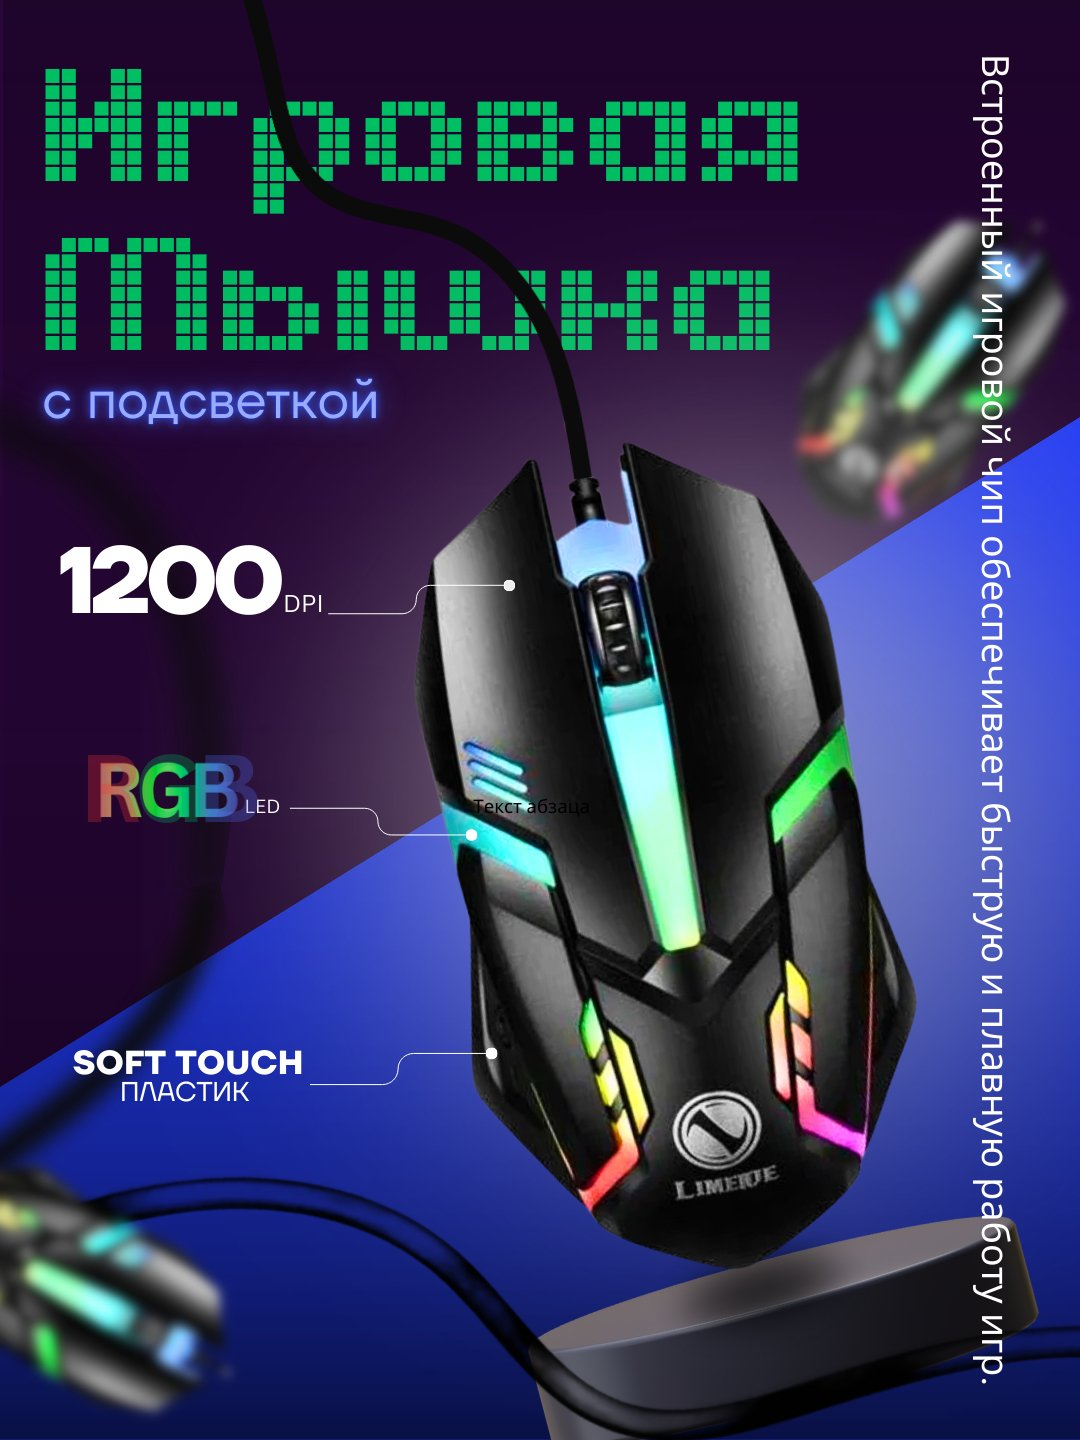 Игровая
Мышка
с подсветкой
1200 DPI
RGB LED
Текст абзаца
SOFT TOUCH
ПЛАСТИК
LIMEIDE
Встроенный игровой чип обеспечивает быструю и плавную работу игр.